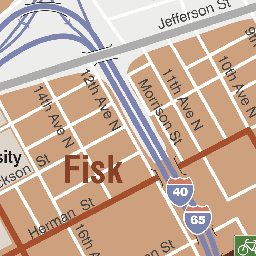 Jefferson St
9th
10th Ave N
11th Ave N
12th Ave N
14th Ave N
Morrison St
sity
ckson St
Fisk
40
65
Herman St
16th